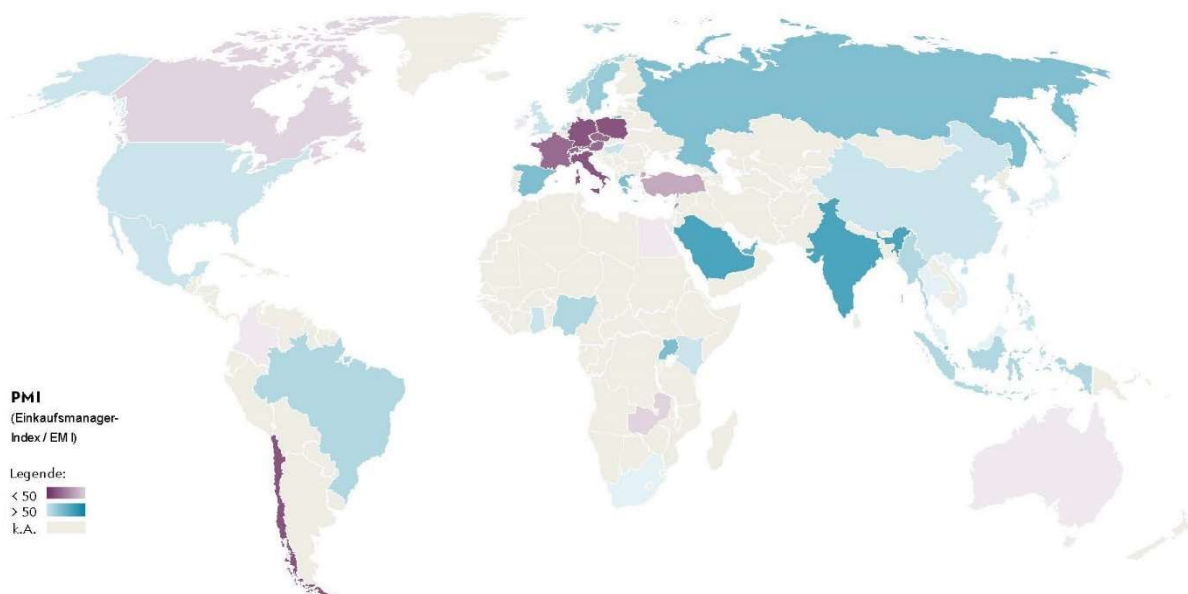 PMI
(Einkaufsmanager-
Index / EM I)
Legende:
< 50
> 50
k.A.